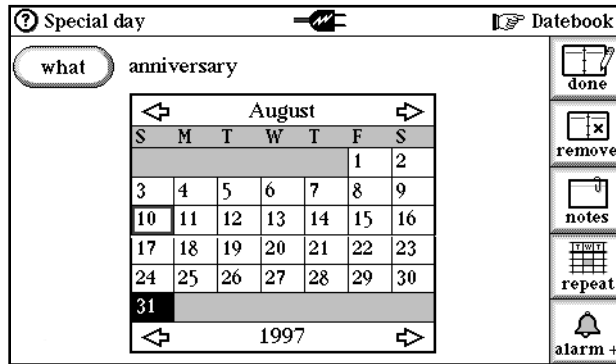 ? Special day Datebook
what anniversary
August
S M T W T F S
1 2
3 4 5 6 7 8 9
10 11 12 13 14 15 16
17 18 19 20 21 22 23
24 25 26 27 28 29 30
31
1997
done
remove
notes
T W T
repeat
alarm +